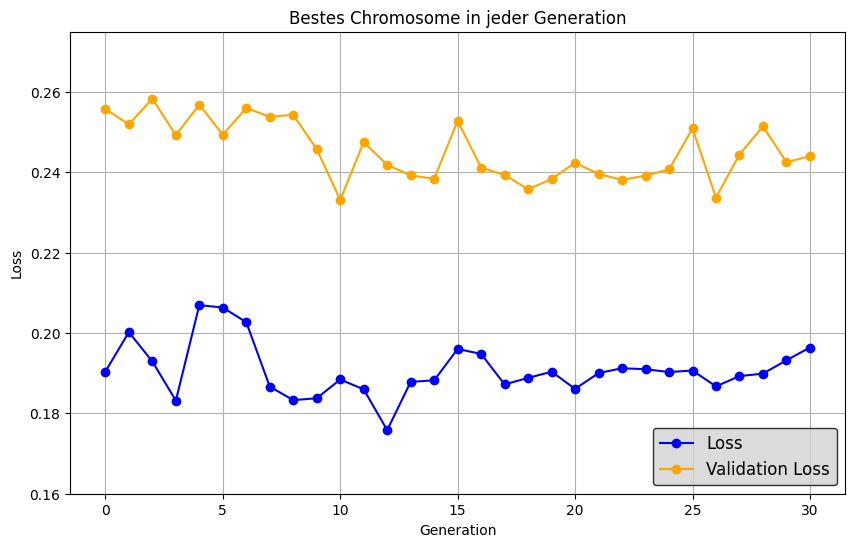 Bestes Chromosome in jeder Generation
Loss
0.26
0.24
0.22
0.20
0.18
0.16
0
5
10
15
20
25
30
Generation
Loss
Validation Loss